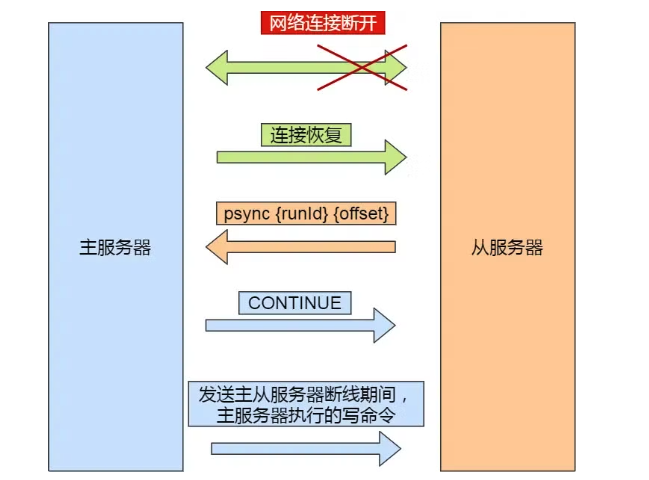 网络连接断开
连接恢复
psync {runId} {offset}
主服务器
从服务器
CONTINUE
发送主从服务器断线期间，
主服务器执行的写命令